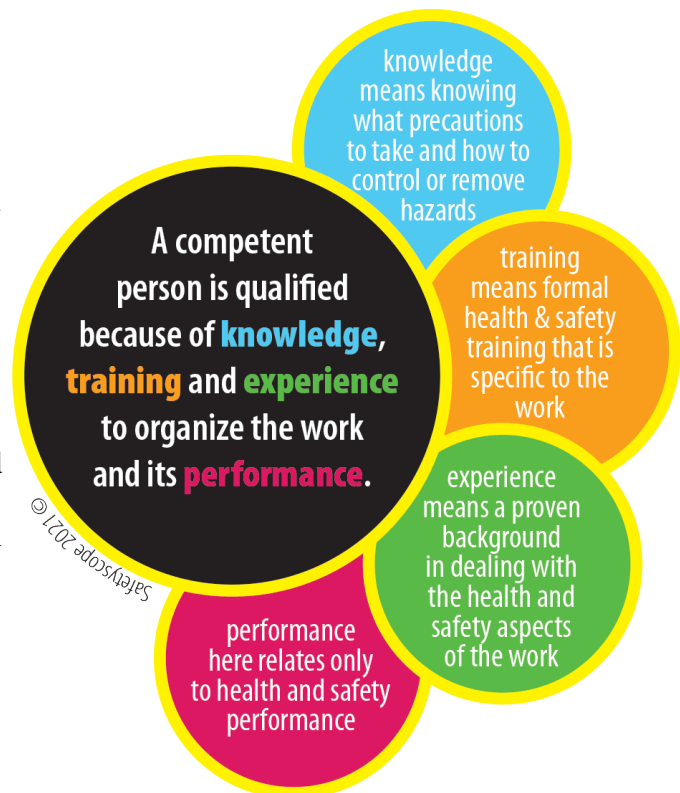 A competent
person is qualified
because of knowledge,
training and experience
to organize the work
and its performance.
knowledge
means knowing
what precautions
to take and how to
control or remove
hazards
training
means formal
health & safety
training that is
specific to the
work
experience
means a proven
background
in dealing with
the health and
safety aspects
of the work
performance
here relates only
to health and safety
performance
Safetyscope 2021 ©